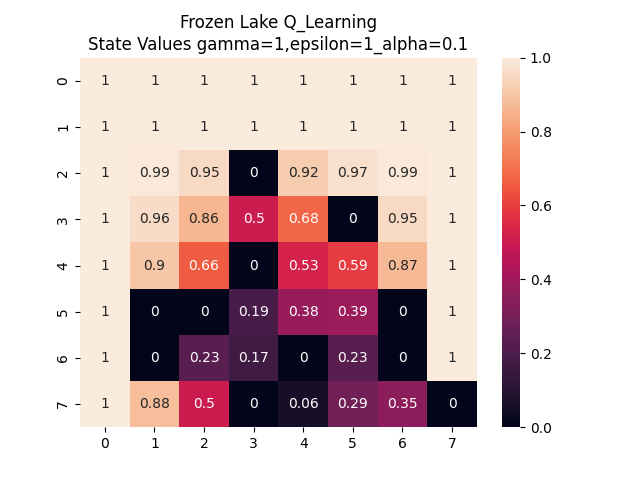 Frozen Lake Q_Learning
State Values gamma=1,epsilon=1_alpha=0.1
0 1 1 1 1 1 1 1 1
1 1 1 1 1 1 1 1 1
2 1 0.99 0.95 0 0.92 0.97 0.99 1
3 1 0.96 0.86 0.5 0.68 0 0.95 1
4 1 0.9 0.66 0 0.53 0.59 0.87 1
5 1 0 0 0.19 0.38 0.39 0 1
6 1 0 0.23 0.17 0 0.23 0 1
7 1 0.88 0.5 0 0.06 0.29 0.35 0
0 1 2 3 4 5 6 7
1.0
0.8
0.6
0.4
0.2
0.0